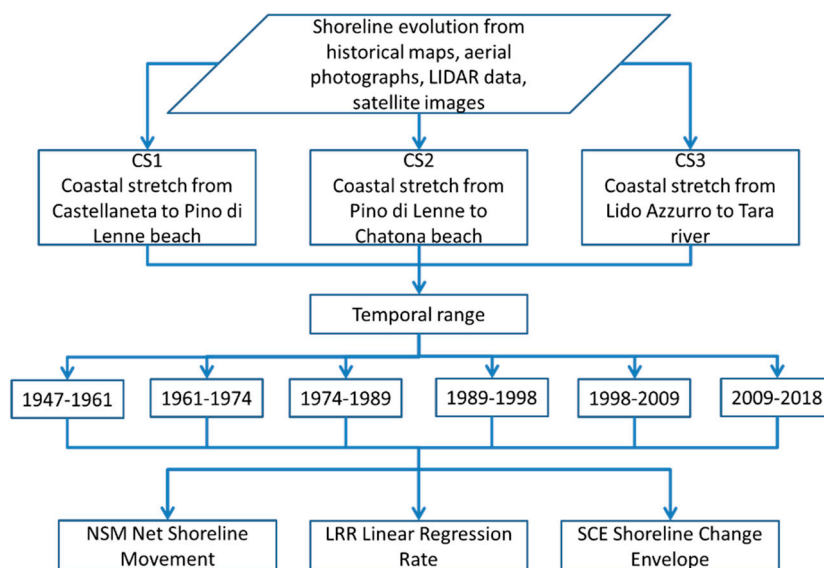 Shoreline evolution from
historical maps, aerial
photographs, LIDAR data,
satellite images
CS1
Coastal stretch from
Castellaneta to Pino di
Lenne beach
CS2
Coastal stretch from
Pino di Lenne to
Chatona beach
CS3
Coastal stretch from
Lido Azzurro to Tara
river
Temporal range
1947-1961
1961-1974
1974-1989
1989-1998
1998-2009
2009-2018
NSM Net Shoreline
Movement
LRR Linear Regression
Rate
SCE Shoreline Change
Envelope